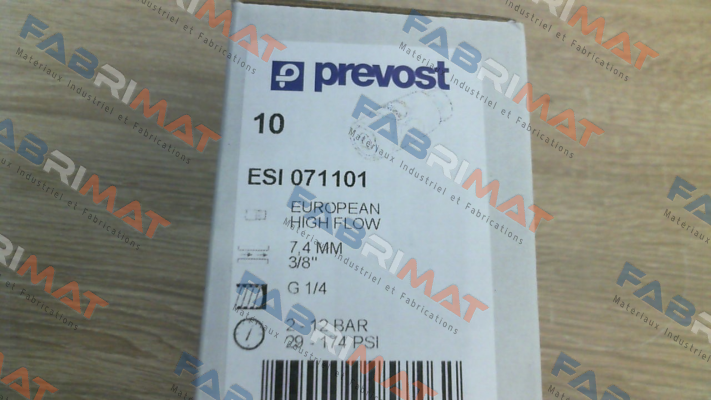 prevost
10
ESI 071101
EUROPEAN
HIGH FLOW
7,4 MM
3/8"
G 1/4
2 - 12 BAR
29 - 174 PSI
FABRIMAT
Materiaux Industriel et Fabrications